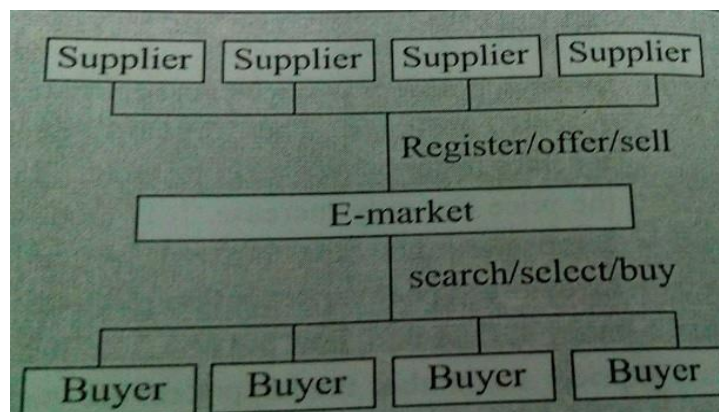 Supplier Supplier Supplier Supplier
Register/offer/sell
E-market
search/select/buy
Buyer Buyer Buyer Buyer